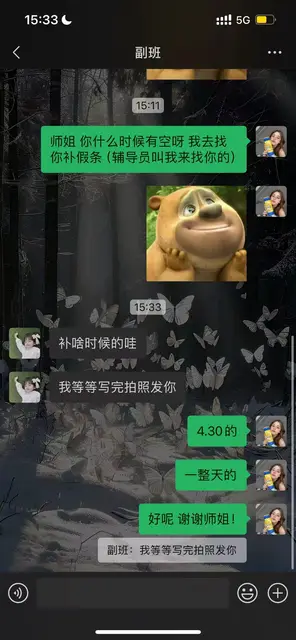 15:33
5G
副班
15:11
师姐 你什么时候有空呀 我去找
你补假条（辅导员叫我来找你的）
15:33
补啥时候的哇
我等等写完拍照发你
4.30的
一整天的
好呢 谢谢师姐！
副班：我等等写完拍照发你